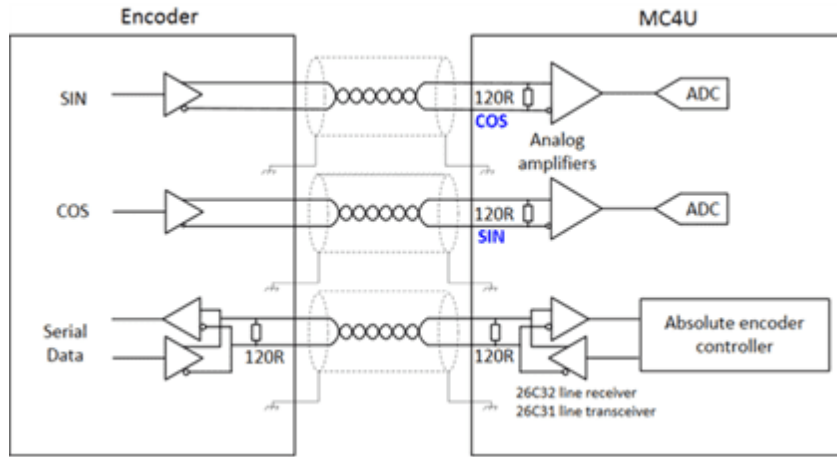 Encoder
MC4U
SIN
120R
COS
Analog
amplifiers
ADC
COS
120R
SIN
ADC
Serial
Data
120R
120R
Absolute encoder
controller
26C32 line receiver
26C31 line transceiver